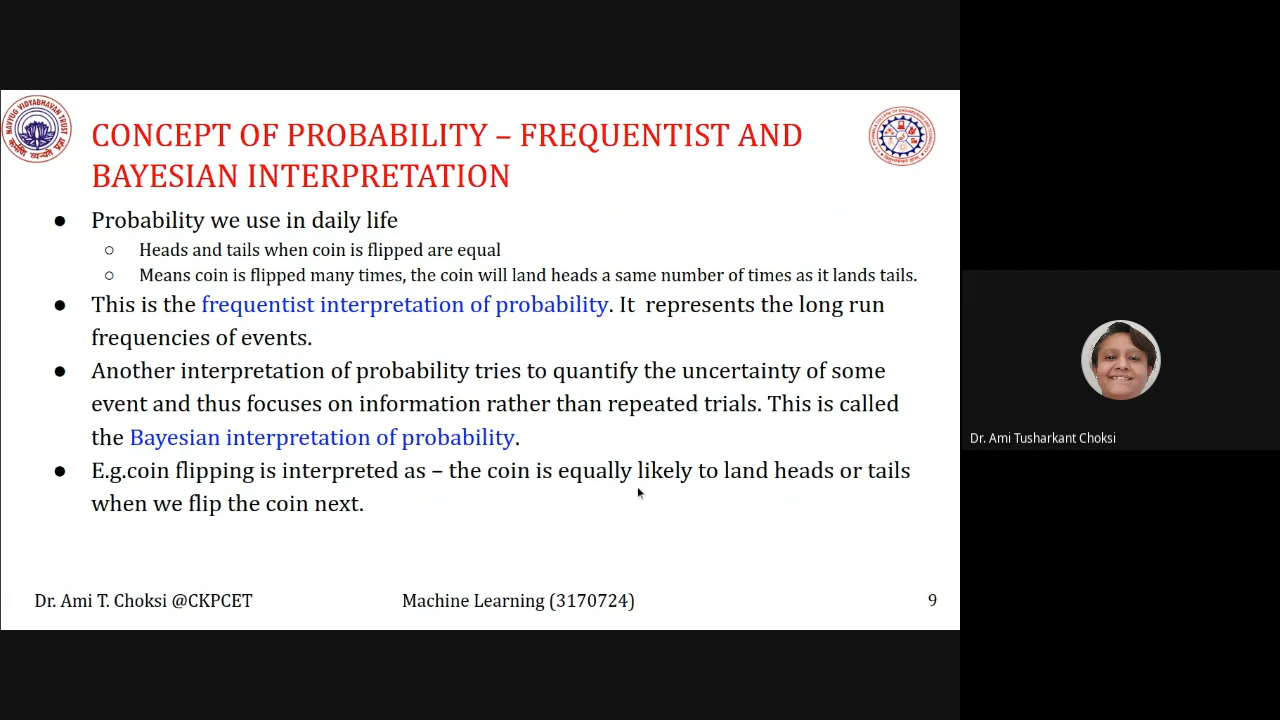 CONCEPT OF PROBABILITY – FREQUENTIST AND
BAYESIAN INTERPRETATION
● Probability we use in daily life
○ Heads and tails when coin is flipped are equal
○ Means coin is flipped many times, the coin will land heads a same number of times as it lands tails.
● This is the frequentist interpretation of probability. It  represents the long run
frequencies of events.
● Another interpretation of probability tries to quantify the uncertainty of some
event and thus focuses on information rather than repeated trials. This is called
the Bayesian interpretation of probability.
● E.g.coin flipping is interpreted as – the coin is equally likely to land heads or tails
when we flip the coin next.
Dr. Ami T. Choksi @CKPCET
Machine Learning (3170724)
9
NAVYUG VIDYABHAVAN TRUST
Dr. Ami Tusharkant Choksi